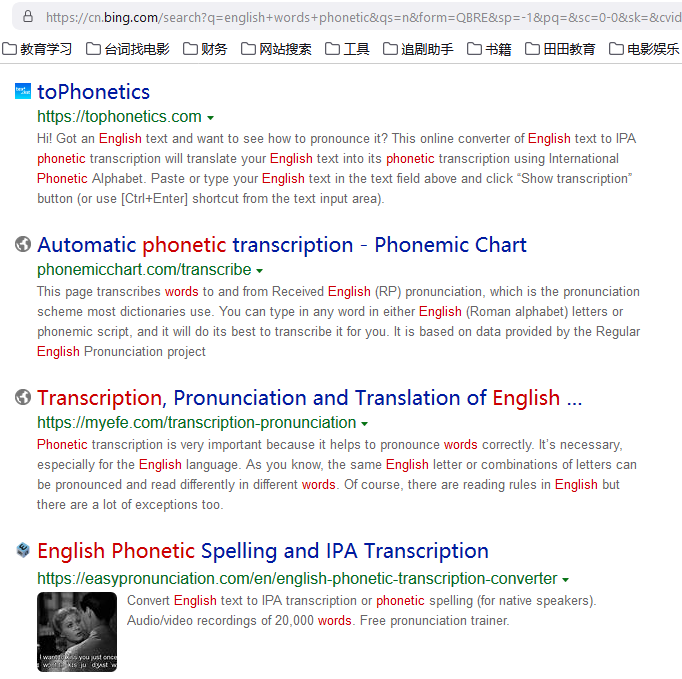 https://cn.bing.com/search?q=english+words+phonetic&qs=n&form=QBRE&sp=-1&pq=&sc=0-0&sk=&cvid
教育学习 台词找电影 财务 网站搜索 工具 追剧助手 书籍 田田教育 电影娱乐
toPhonetics
https://tophonetics.com
Hi! Got an English text and want to see how to pronounce it? This online converter of English text to IPA
phonetic transcription will translate your English text into its phonetic transcription using International
Phonetic Alphabet. Paste or type your English text in the text field above and click “Show transcription”
button (or use [Ctrl+Enter] shortcut from the text input area).
Automatic phonetic transcription - Phonemic Chart
phonemicchart.com/transcribe
This page transcribes words to and from Received English (RP) pronunciation, which is the pronunciation
scheme most dictionaries use. You can type in any word in either English (Roman alphabet) letters or
phonemic script, and it will do its best to transcribe it for you. It is based on data provided by the Regular
English Pronunciation project
Transcription, Pronunciation and Translation of English ...
https://myefe.com/transcription-pronunciation
Phonetic transcription is very important because it helps to pronounce words correctly. It’s necessary,
especially for the English language. As you know, the same English letter or combinations of letters can
be pronounced and read differently in different words. Of course, there are reading rules in English but
there are a lot of exceptions too.
English Phonetic Spelling and IPA Transcription
https://easypronunciation.com/en/english-phonetic-transcription-converter
Convert English text to IPA transcription or phonetic spelling (for native speakers).
Audio/video recordings of 20,000 words. Free pronunciation trainer.
I want to kiss you just once